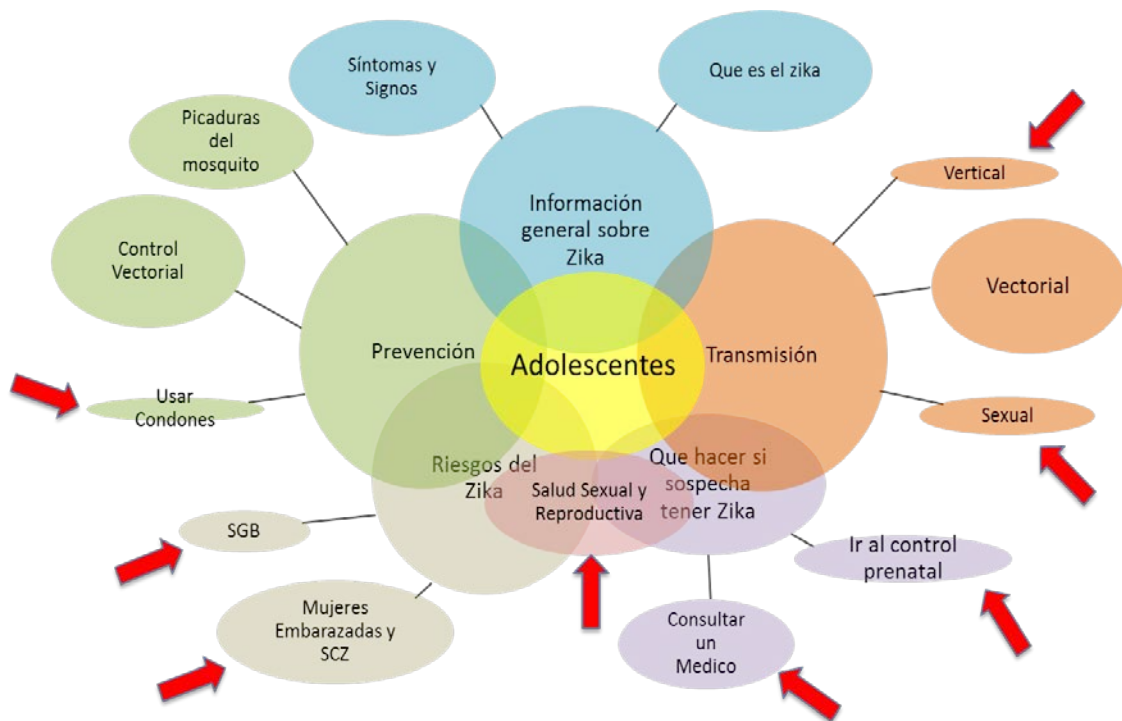 Síntomas y
Signos
Que es el zika
Picaduras
del
mosquito
Vertical
Información
general sobre
Zika
Control
Vectorial
Vectorial
Prevención
Adolescentes
Transmisión
Usar
Condones
Sexual
Riesgos del
Zika
Salud Sexual y
Reproductiva
Que hacer si
sospecha
tener Zika
SGB
Ir al control
prenatal
Mujeres
Embarazadas y
SCZ
Consultar
un
Medico